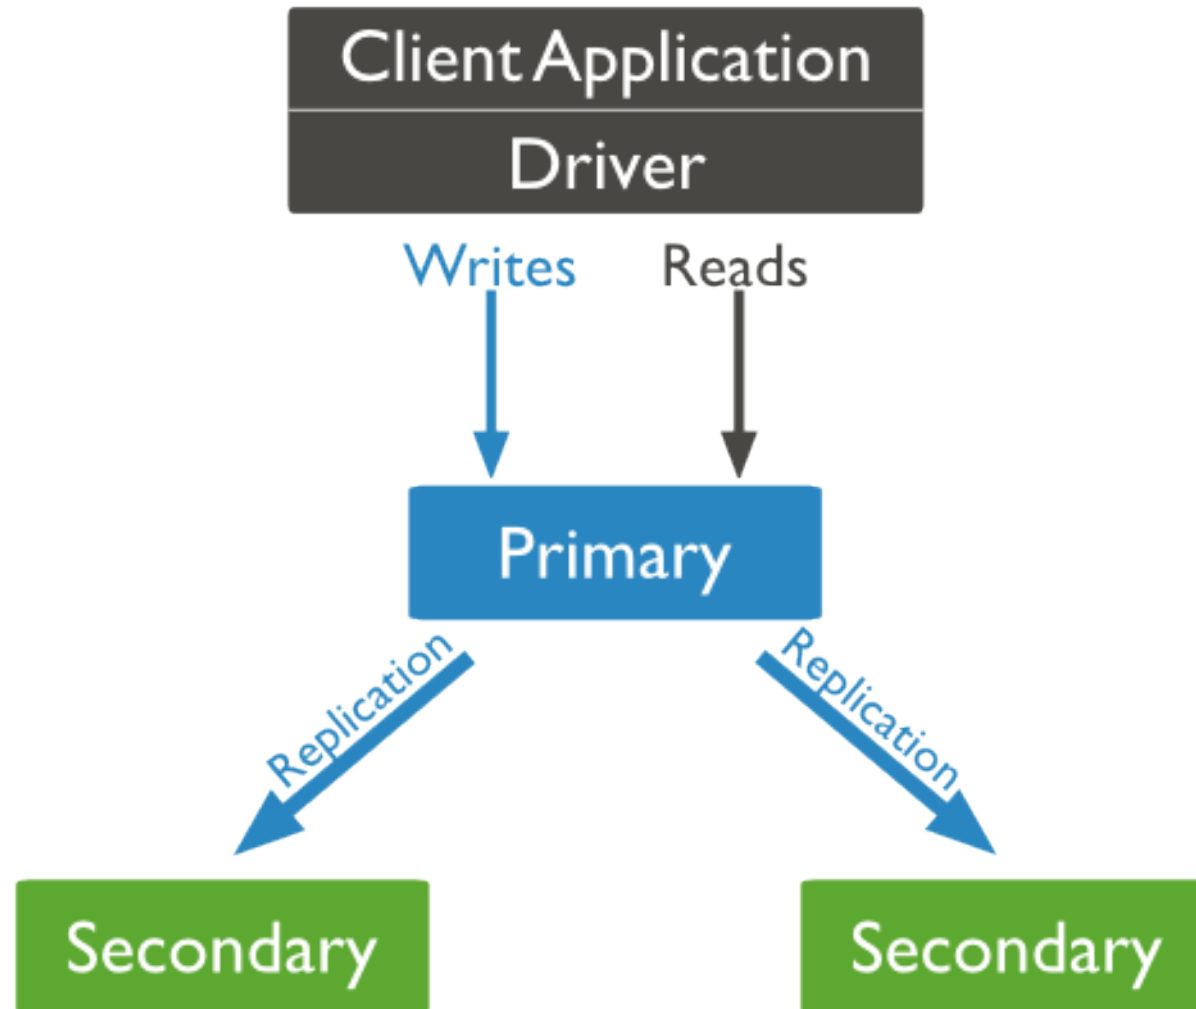 Client Application
Driver
Writes
Reads
Primary
Replication
Replication
Secondary
Secondary